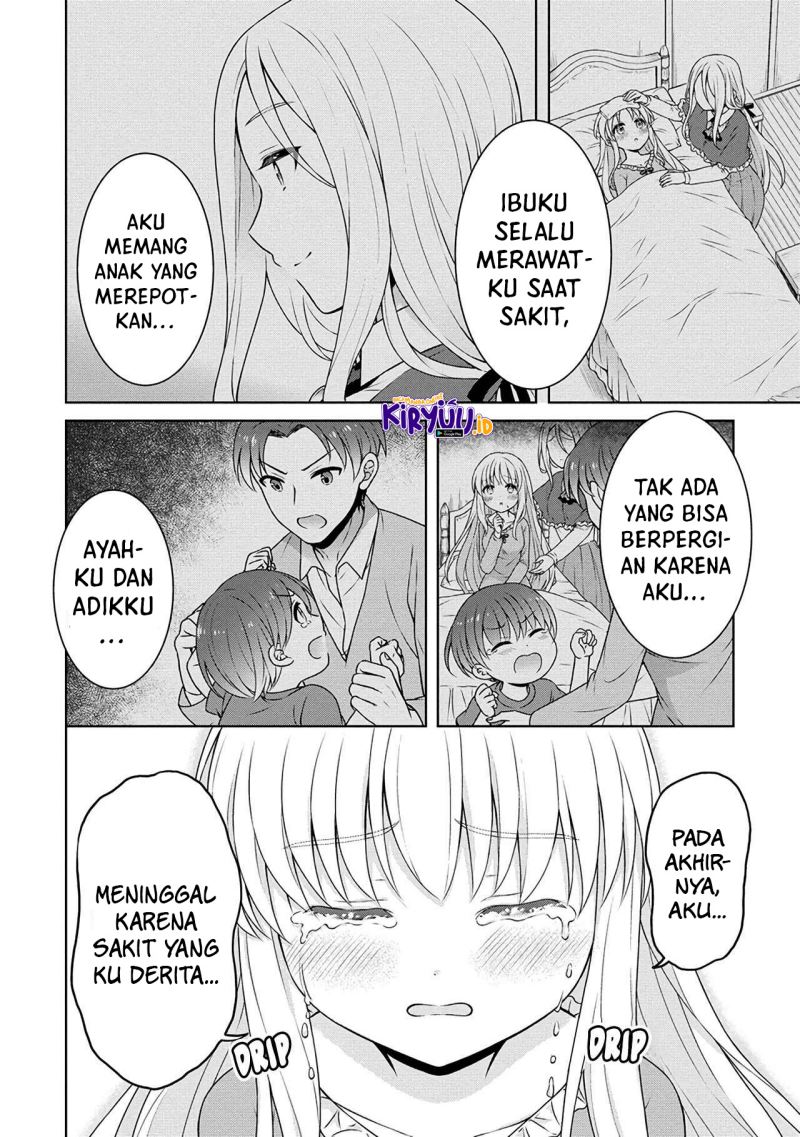 IBUKU
SELALU
MERAWAT-
KU SAAT
SAKIT,
AKU
MEMANG
ANAK YANG
MEREPOT-
KAN...
KIRYUU.ID
TAK ADA
YANG BISA
BERPERGI-
AN KARENA
AKU...
AYAH-
KU DAN
ADIKKU
...
PADA
AKHIR-
NYA,
AKU...
MENINGGAL
KARENA
SAKIT YANG
KU DERITA...
DRIP
DRIP